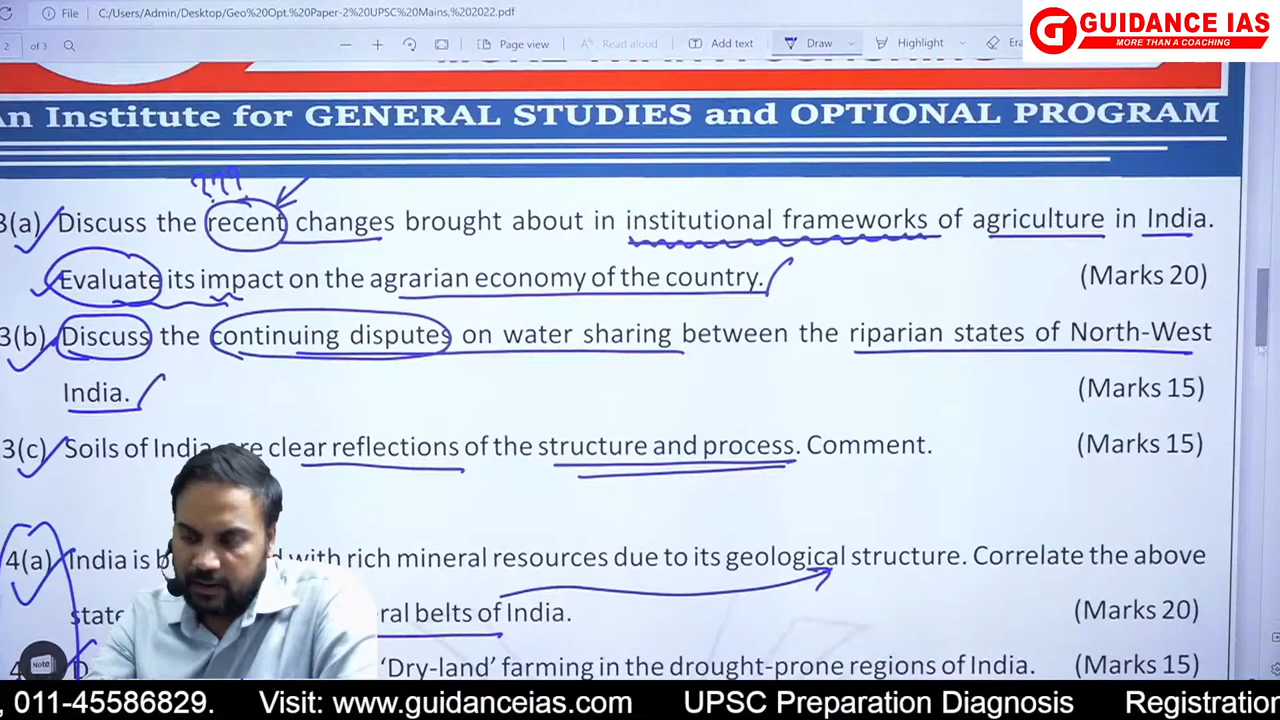 File | C:/Users/Admin/Desktop/Geo%20Opt.%20Paper-2%20UPSC%20Mains,%202022.pdf
GUIDANCE IAS
MORE THAN A COACHING
2 of 3 Page view Read aloud Add text Draw Highlight
An Institute for GENERAL STUDIES and OPTIONAL PROGRAM
???
3(a) Discuss the recent changes brought about in institutional frameworks of agriculture in India.
Evaluate its impact on the agrarian economy of the country. (Marks 20)
3(b) Discuss the continuing disputes on water sharing between the riparian states of North-West
India. (Marks 15)
3(c) Soils of India are clear reflections of the structure and process. Comment. (Marks 15)
4(a) India is with rich mineral resources due to its geological structure. Correlate the above
belts of India. (Marks 20)
'Dry-land' farming in the drought-prone regions of India. (Marks 15)
Note
, 011-45586829. Visit: www.guidanceias.com UPSC Preparation Diagnosis